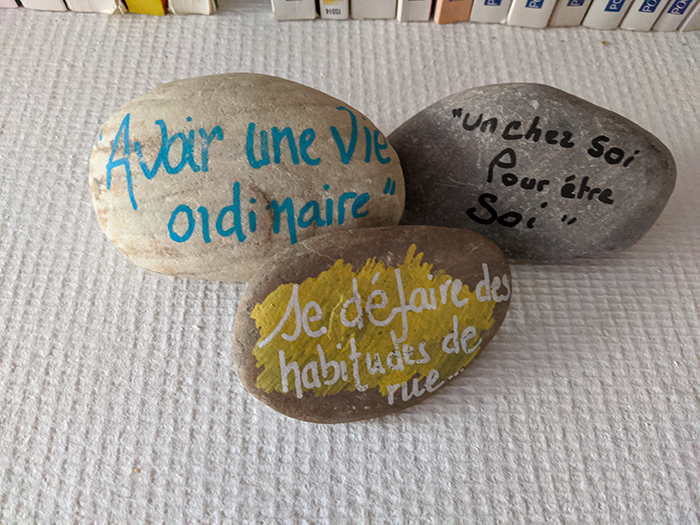 Avoir une vie
ordinaire"
"un chez soi
Pour être
Soi"
Se défaire des
habitudes de
rue...